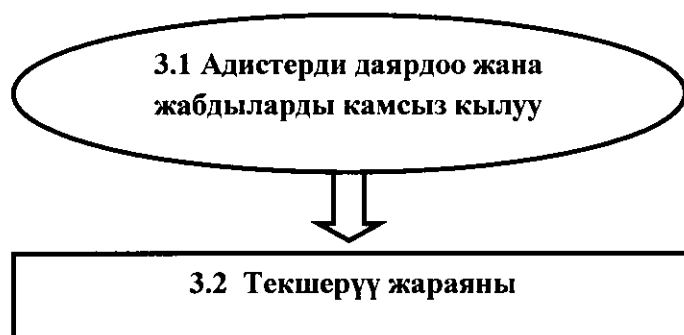 3.1 Адистерди даярдоо жана
жабдыларды камсыз кылуу
3.2 Текшерүү жараяны